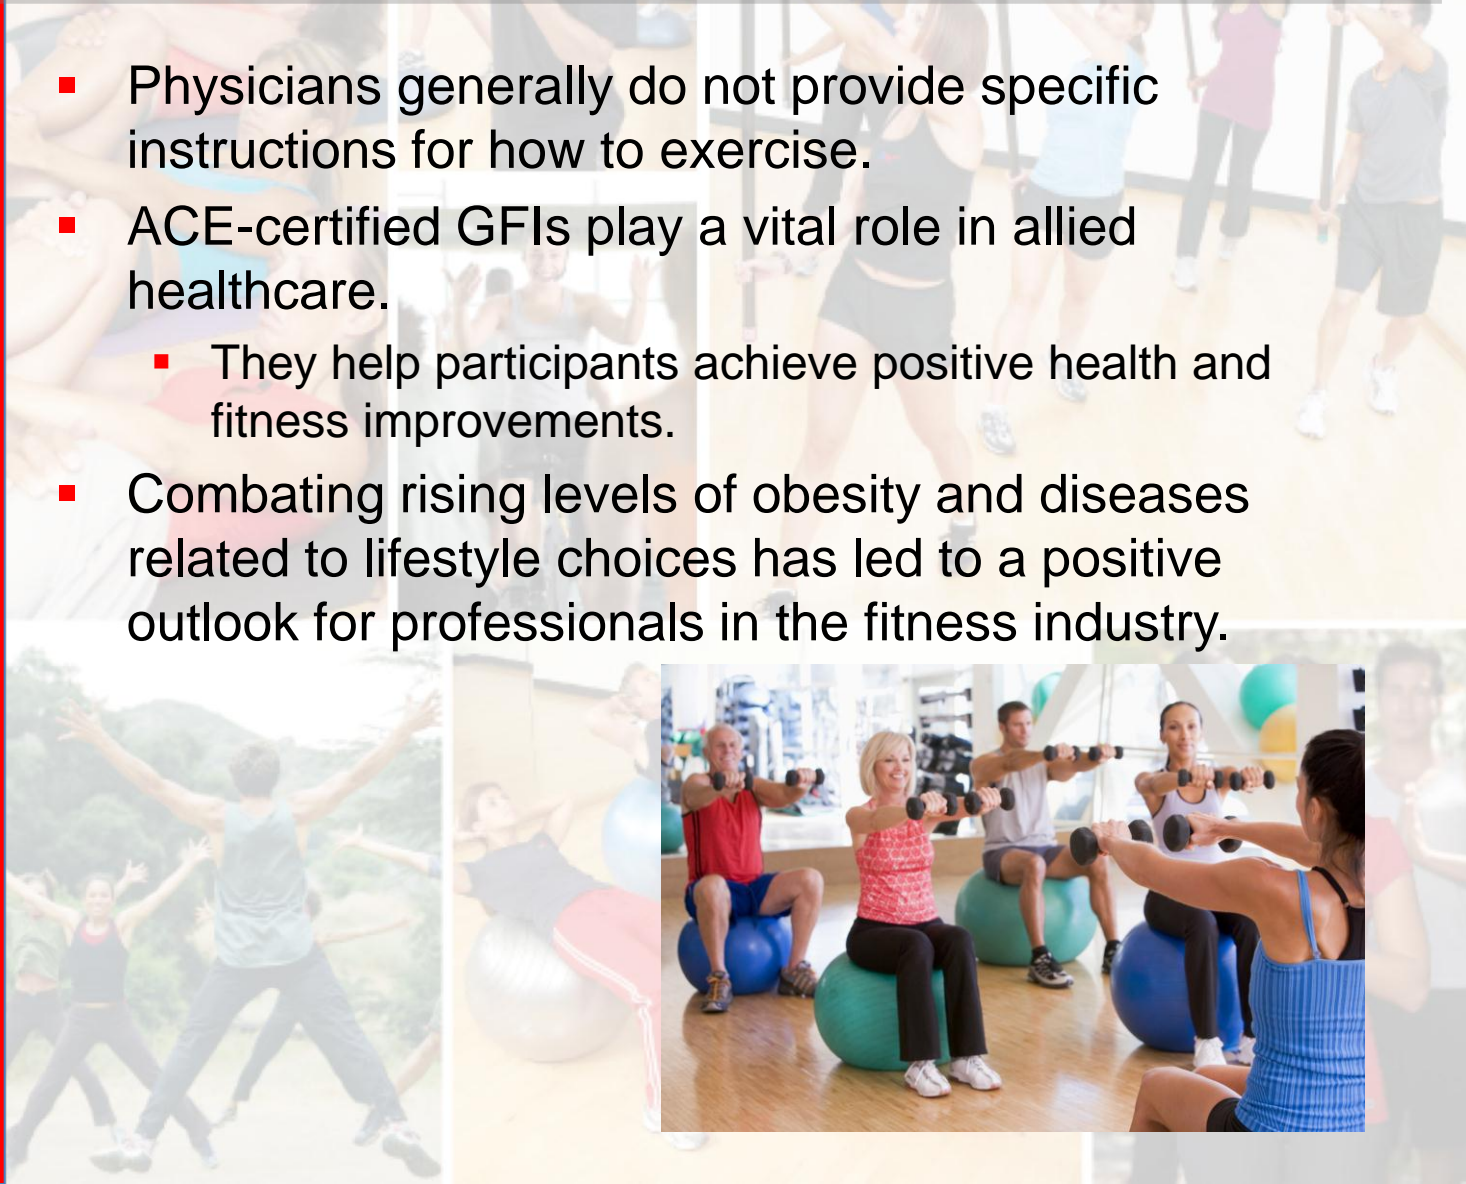 Physicians generally do not provide specific
instructions for how to exercise.
ACE-certified GFIs play a vital role in allied
healthcare.
They help participants achieve positive health and
fitness improvements.
Combating rising levels of obesity and diseases
related to lifestyle choices has led to a positive
outlook for professionals in the fitness industry.